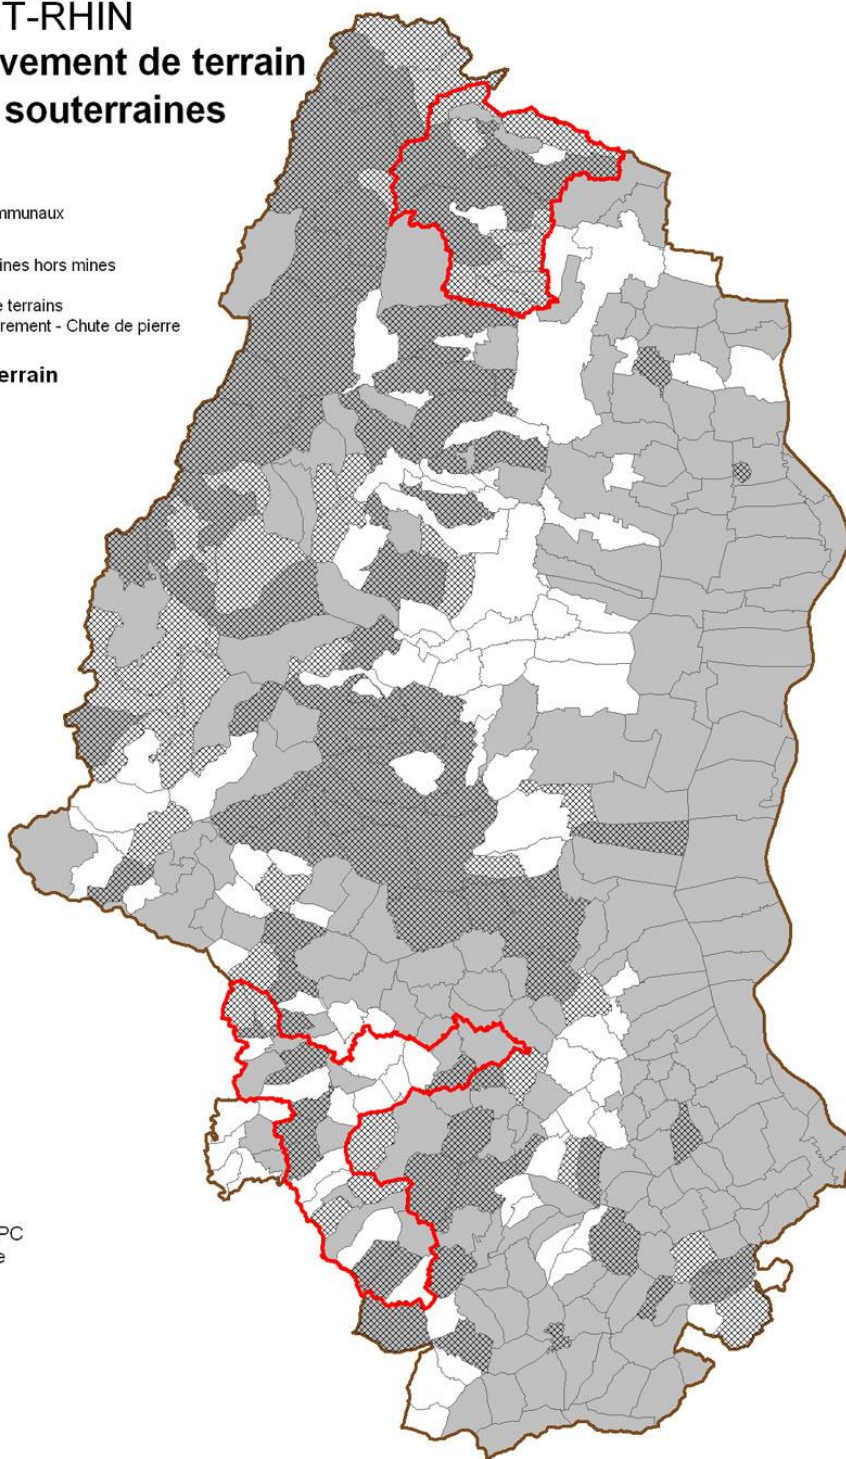 T-RHIN
vement de terrain
souterraines
mmunaux
ines hors mines
e terrains
rement - Chute de pierre
errain
PC
e